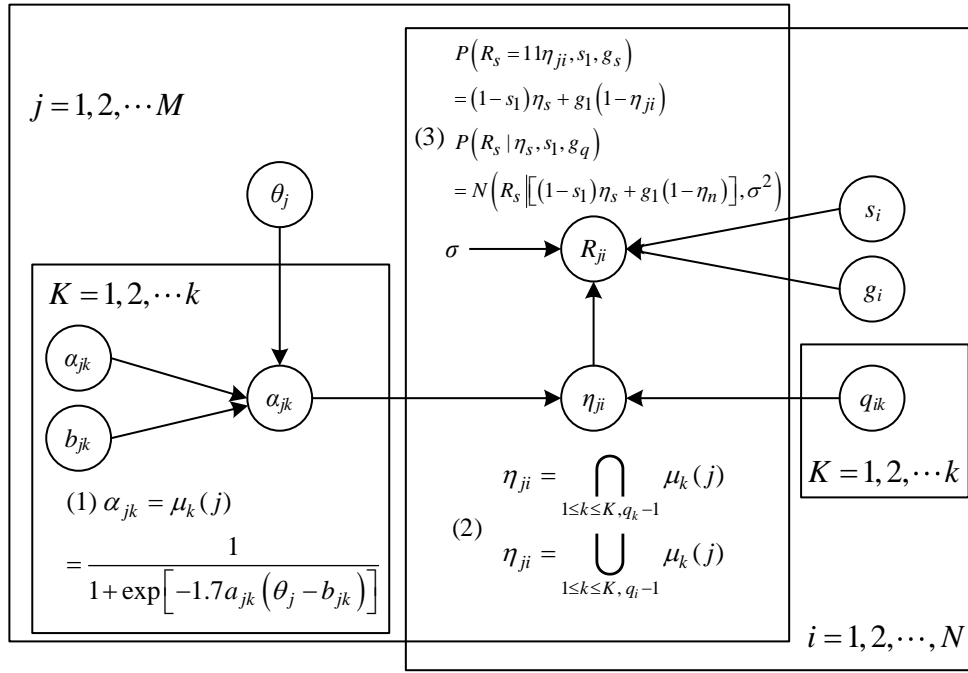 j = 1, 2, ⋯ M
θ_j
K = 1, 2, ⋯ k
α_jk
b_jk
α_jk
(1) α_jk = μ_k(j)
= 1 / (1 + exp[−1.7a_jk(θ_j − b_jk)])
P(R_s = 11η_ji, s_1, g_s)
= (1 − s_1)η_s + g_1(1 − η_ji)
(3) P(R_s | η_s, s_1, g_q)
= N(R_s |[(1 − s_1)η_s + g_1(1 − η_n)], σ^2)
σ
R_ji
s_i
g_i
η_ji
q_ik
K = 1, 2, ⋯ k
(2)
η_ji = ⋂ μ_k(j)
1≤k≤K, q_k−1
η_ji = ⋃ μ_k(j)
1≤k≤K, q_i−1
i = 1, 2, ⋯, N